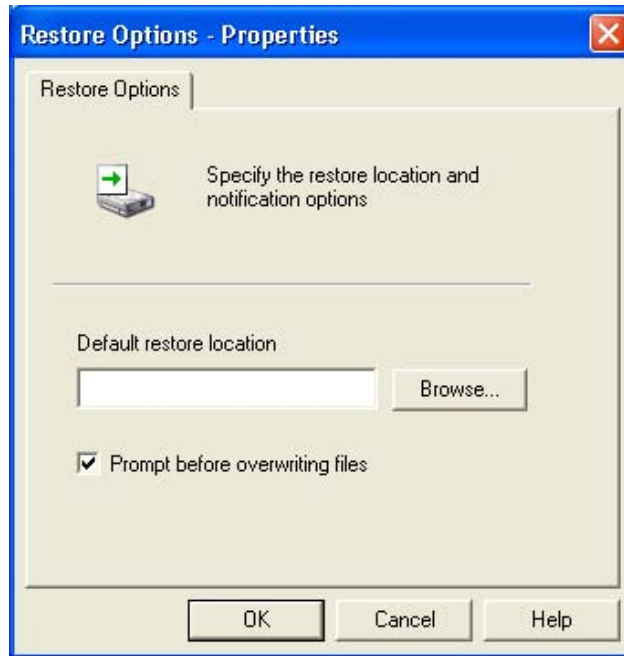 Restore Options - Properties
Restore Options
Specify the restore location and
notification options
Default restore location
Browse...
Prompt before overwriting files
OK Cancel Help